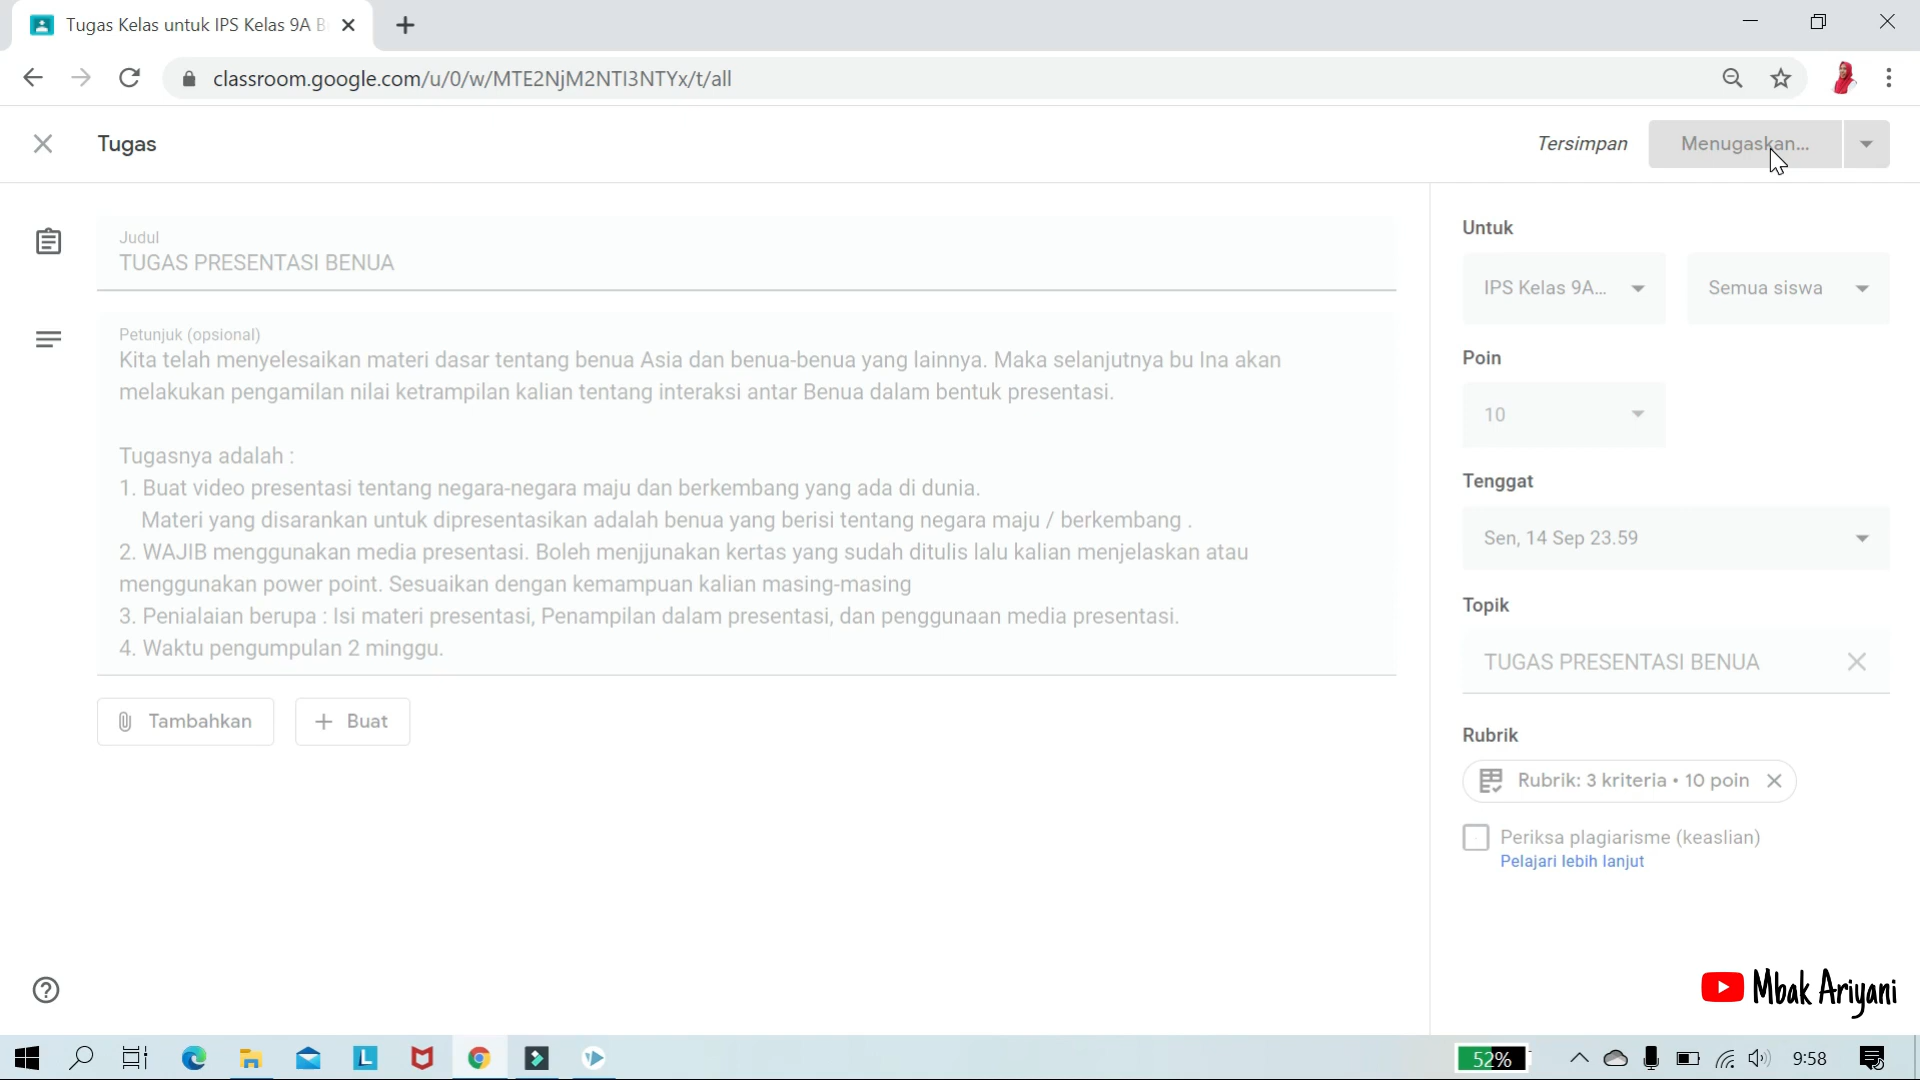 Tugas Kelas untuk IPS Kelas 9A B
classroom.google.com/u/0/w/MTE2NjM2NTI3NTYx/t/all
Tugas
Tersimpan
Menugaskan...
Judul
TUGAS PRESENTASI BENUA
Petunjuk (opsional)
Kita telah menyelesaikan materi dasar tentang benua Asia dan benua-benua yang lainnya. Maka selanjutnya bu Ina akan
melakukan pengamilan nilai ketrampilan kalian tentang interaksi antar Benua dalam bentuk presentasi.
Tugasnya adalah :
1. Buat video presentasi tentang negara-negara maju dan berkembang yang ada di dunia.
Materi yang disarankan untuk dipresentasikan adalah benua yang berisi tentang negara maju / berkembang .
2. WAJIB menggunakan media presentasi. Boleh menjjunakan kertas yang sudah ditulis lalu kalian menjelaskan atau
menggunakan power point. Sesuaikan dengan kemampuan kalian masing-masing
3. Penialaian berupa : Isi materi presentasi, Penampilan dalam presentasi, dan penggunaan media presentasi.
4. Waktu pengumpulan 2 minggu.
Tambahkan
+ Buat
Untuk
IPS Kelas 9A...
Semua siswa
Poin
10
Tenggat
Sen, 14 Sep 23.59
Topik
TUGAS PRESENTASI BENUA
Rubrik
Rubrik: 3 kriteria • 10 poin
Periksa plagiarisme (keaslian)
Pelajari lebih lanjut
Mbak Ariyani
L
52%
9:58